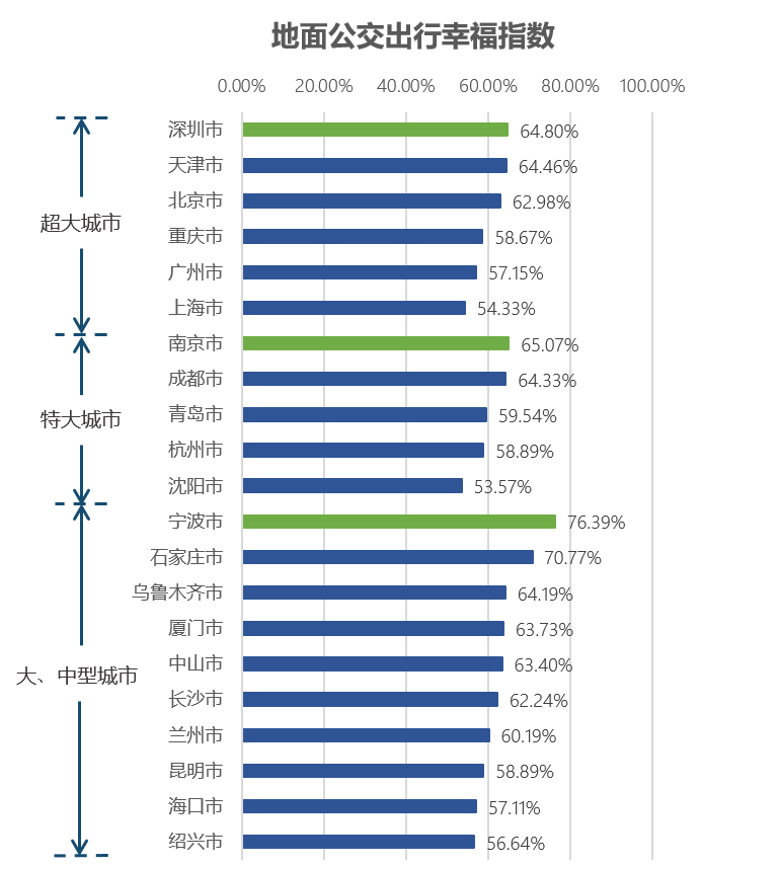 地面公交出行幸福指数
0.00% 20.00% 40.00% 60.00% 80.00% 100.00%
超大城市
深圳市 64.80%
天津市 64.46%
北京市 62.98%
重庆市 58.67%
广州市 57.15%
上海市 54.33%
特大城市
南京市 65.07%
成都市 64.33%
青岛市 59.54%
杭州市 58.89%
沈阳市 53.57%
大、中型城市
宁波市 76.39%
石家庄市 70.77%
乌鲁木齐市 64.19%
厦门市 63.73%
中山市 63.40%
长沙市 62.24%
兰州市 60.19%
昆明市 58.89%
海口市 57.11%
绍兴市 56.64%